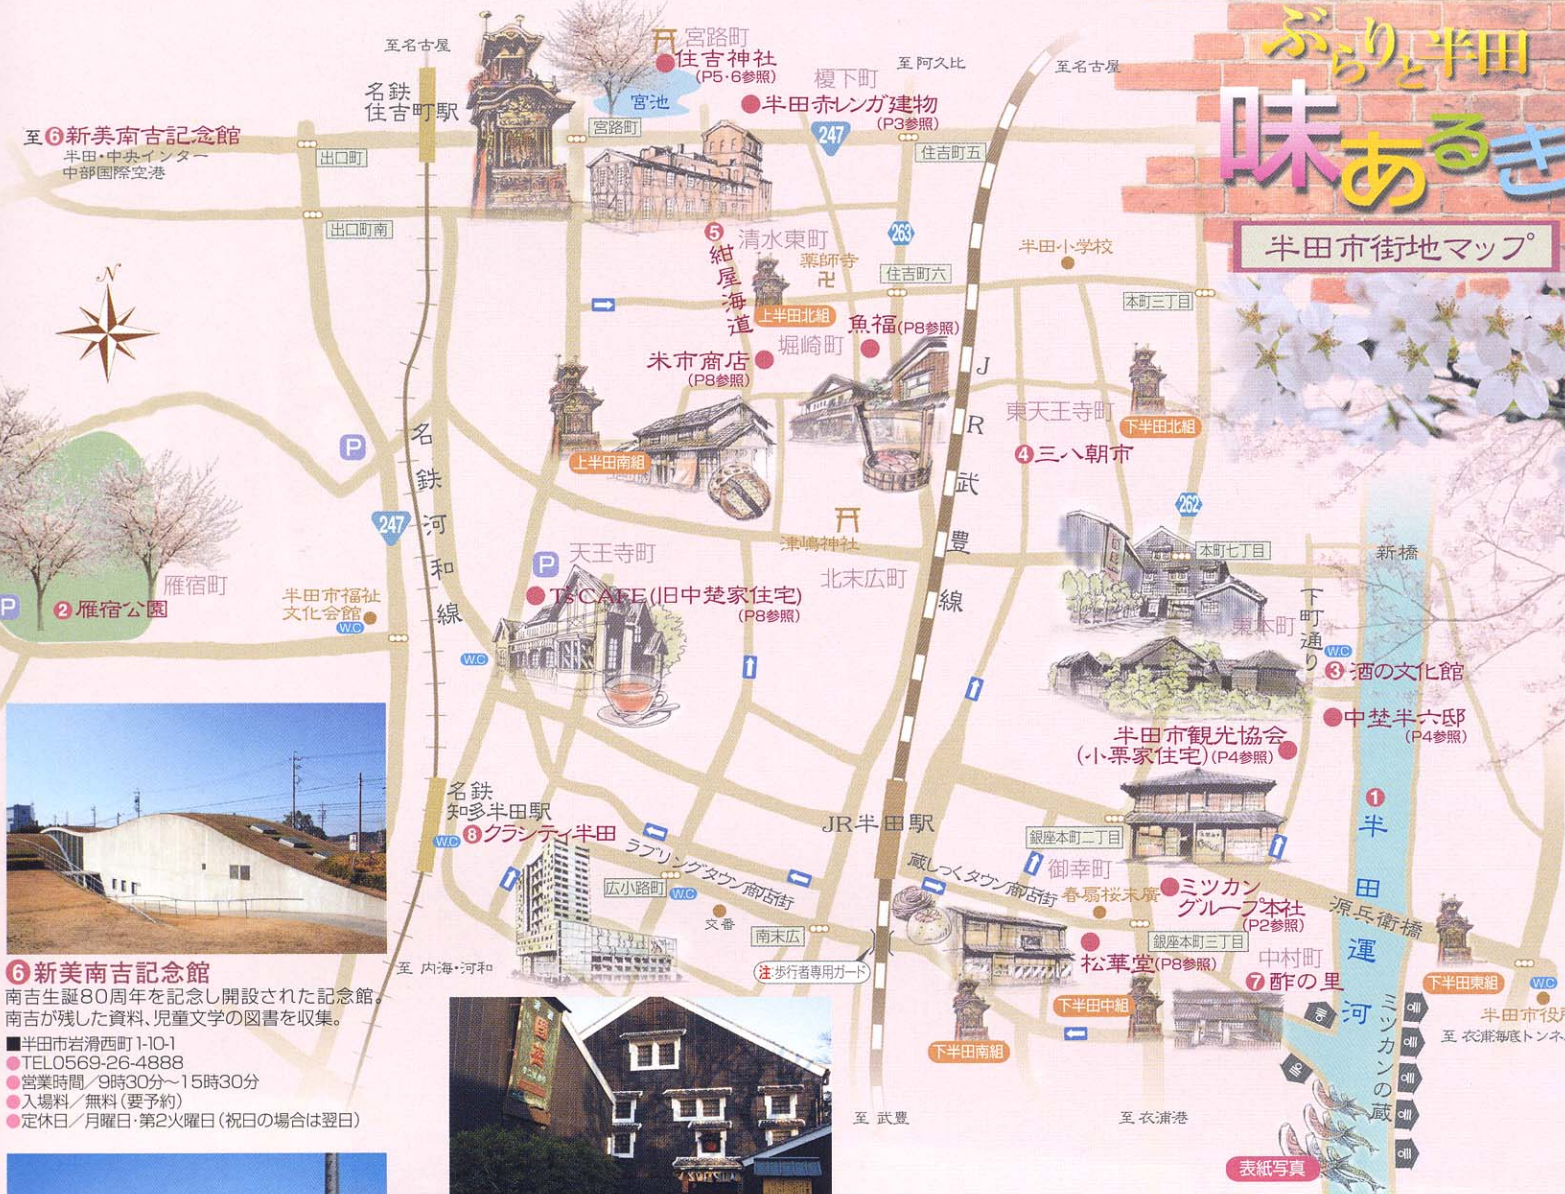 ぶらりと半田
味あるき
半田市街地マップ
至名古屋
名鉄
住吉町駅
至❻新美南吉記念館
半田・中央インター
中部国際空港
出口町
出口町南
宮路町
住吉神社
(P5・6参照)
宮池
宮路町
榎下町
半田赤レンガ建物
(P3参照)
247
至阿久比
至名古屋
住吉町五
263
住吉町六
半田小学校
本町三丁目
❺紺屋海道
清水東町
薬師寺
上半田北組
魚福(P8参照)
堀崎町
米市商店
(P8参照)
上半田南組
JR武豊線
東天王寺町
下半田北組
❹三八朝市
262
N
P
名鉄河和線
247
雁宿町
P
❷雁宿公園
半田市福祉
文化会館
W.C
P
天王寺町
T's CAFE(旧中埜家住宅)
(P8参照)
W.C
津嶋神社
北末広町
本町七丁目
新橋
下町通り
東本町
W.C
❸酒の文化館
中埜半六邸
(P4参照)
半田市観光協会
(小栗家住宅)(P4参照)
❶半田運河
名鉄
知多半田駅
W.C
❽クラシティ半田
ラブリングタウン商店街
広小路町
W.C
交番
南末広
JR半田駅
注歩行者専用ガード
蔵しっくタウン商店街
銀座本町二丁目
御幸町
春扇桜末廣
ミツカン
グループ本社
(P2参照)
源兵衛橋
銀座本町三丁目
松華堂(P8参照)
中村町
❼酢の里
下半田中組
下半田南組
下半田東組
W.C
半田市役
至 衣浦海底トンネ
ミツカンの蔵
至 内海・河和
至 武豊
至 衣浦港
表紙写真
❻新美南吉記念館
南吉生誕80周年を記念し開設された記念館。
南吉が残した資料、児童文学の図書を収集。
■半田市岩滑西町1-10-1
●TEL0569-26-4888
●営業時間／9時30分～15時30分
●入場料／無料(要予約)
●定休日／月曜日・第2火曜日(祝日の場合は翌日)